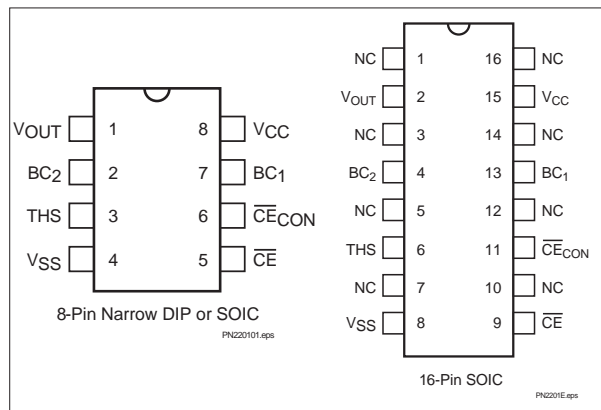 VOUT 1 8 VCC
BC2 2 7 BC1
THS 3 6 CECON
VSS 4 5 CE
8-Pin Narrow DIP or SOIC
PN220101.eps
NC 1 16 NC
VOUT 2 15 VCC
NC 3 14 NC
BC2 4 13 BC1
NC 5 12 NC
THS 6 11 CECON
NC 7 10 NC
VSS 8 9 CE
16-Pin SOIC
PN2201E.eps